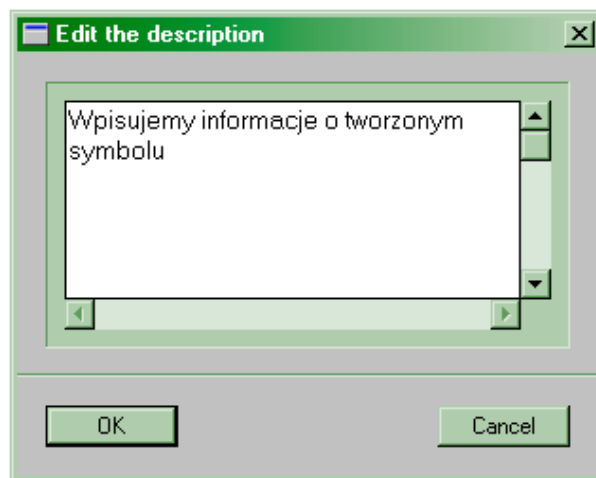 Edit the description
Wpisujemy informacje o tworzonym
symbolu
OK
Cancel